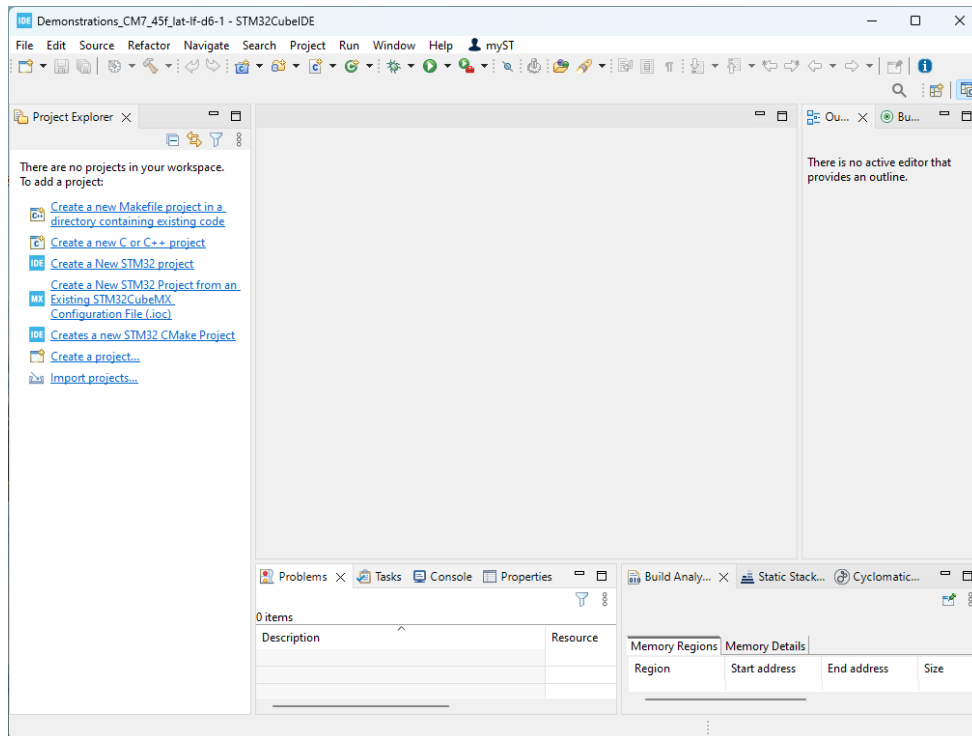 IDE Demonstrations_CM7_45f_lat-lf-d6-1 - STM32CubeIDE
File Edit Source Refactor Navigate Search Project Run Window Help myST
Project Explorer
Ou... Bu...
There are no projects in your workspace.
To add a project:
Create a new Makefile project in a
directory containing existing code
Create a new C or C++ project
IDE Create a New STM32 project
Create a New STM32 Project from an
MX Existing STM32CubeMX
Configuration File (.ioc)
IDE Creates a new STM32 CMake Project
Create a project...
Import projects...
There is no active editor that
provides an outline.
Problems Tasks Console Properties
0 items
Description Resource
Build Analy... Static Stack... Cyclomatic...
Memory Regions Memory Details
Region Start address End address Size